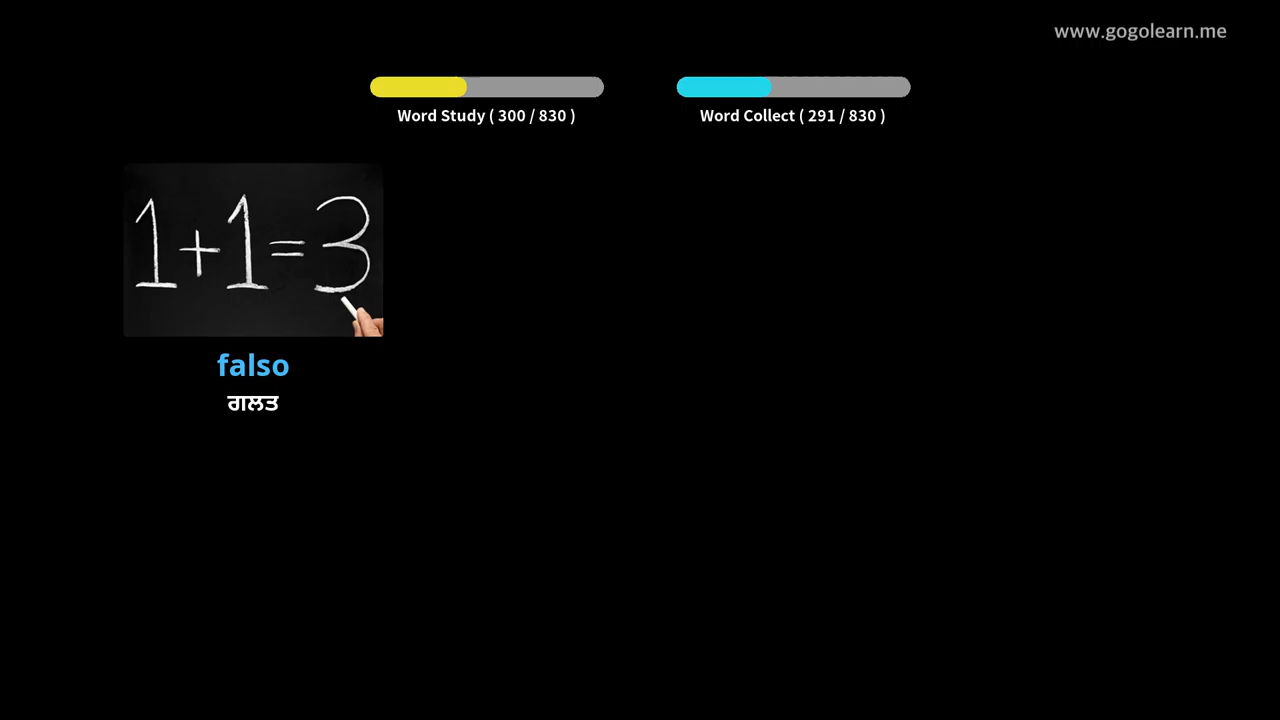 www.gogolearn.me
Word Study ( 300 / 830 )
Word Collect ( 291 / 830 )
1+1=3
falso
ਗਲਤ